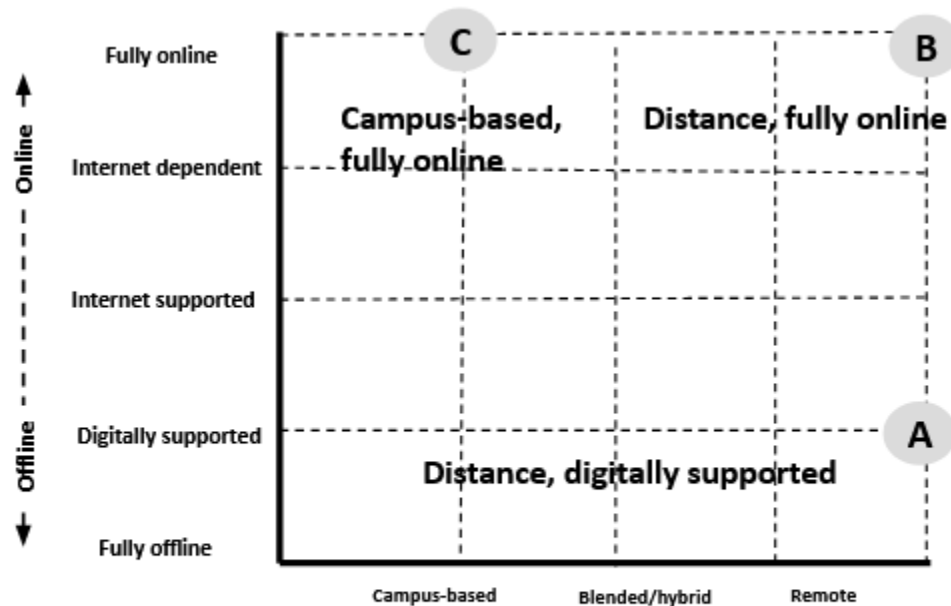 C
B
Fully online
Campus-based,
fully online
Distance, fully online
Online
Internet dependent
Internet supported
Digitally supported
A
Offline
Distance, digitally supported
Fully offline
Campus-based
Blended/hybrid
Remote